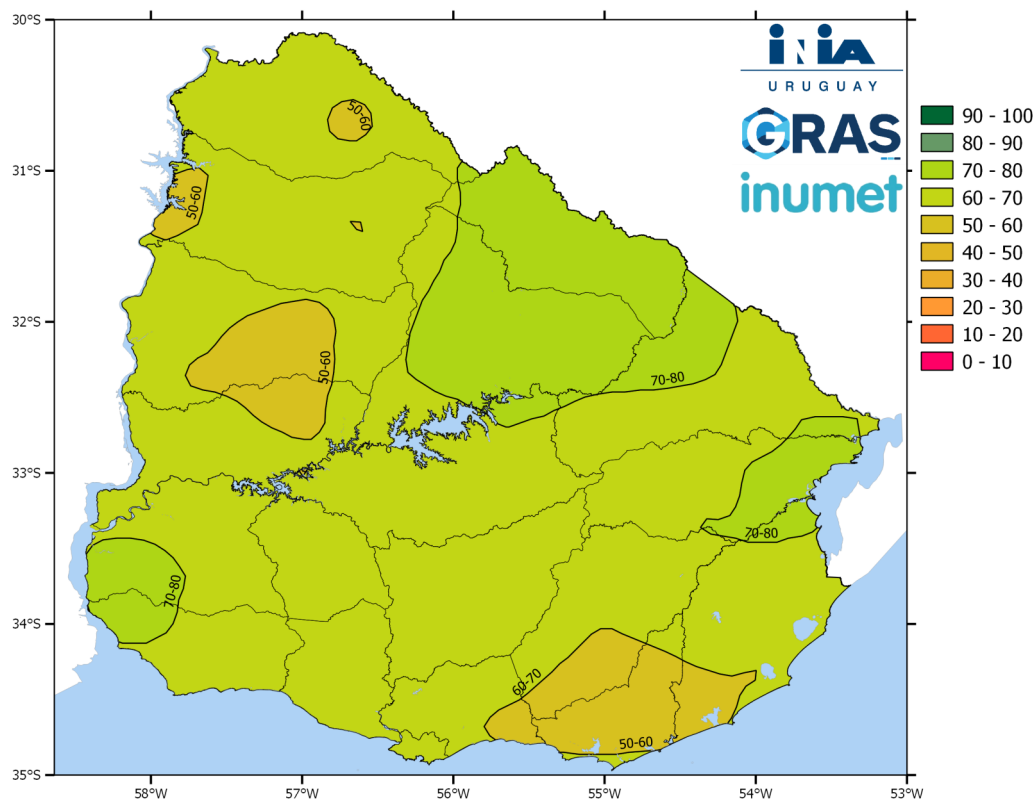 30°S
31°S
32°S
33°S
34°S
35°S
58°W
57°W
56°W
55°W
54°W
53°W
50-60
50-60
50-60
70-80
70-80
70-80
60-70
50-60
iNiA
URUGUAY
GRAS
inumet
90 - 100
80 - 90
70 - 80
60 - 70
50 - 60
40 - 50
30 - 40
20 - 30
10 - 20
0 - 10